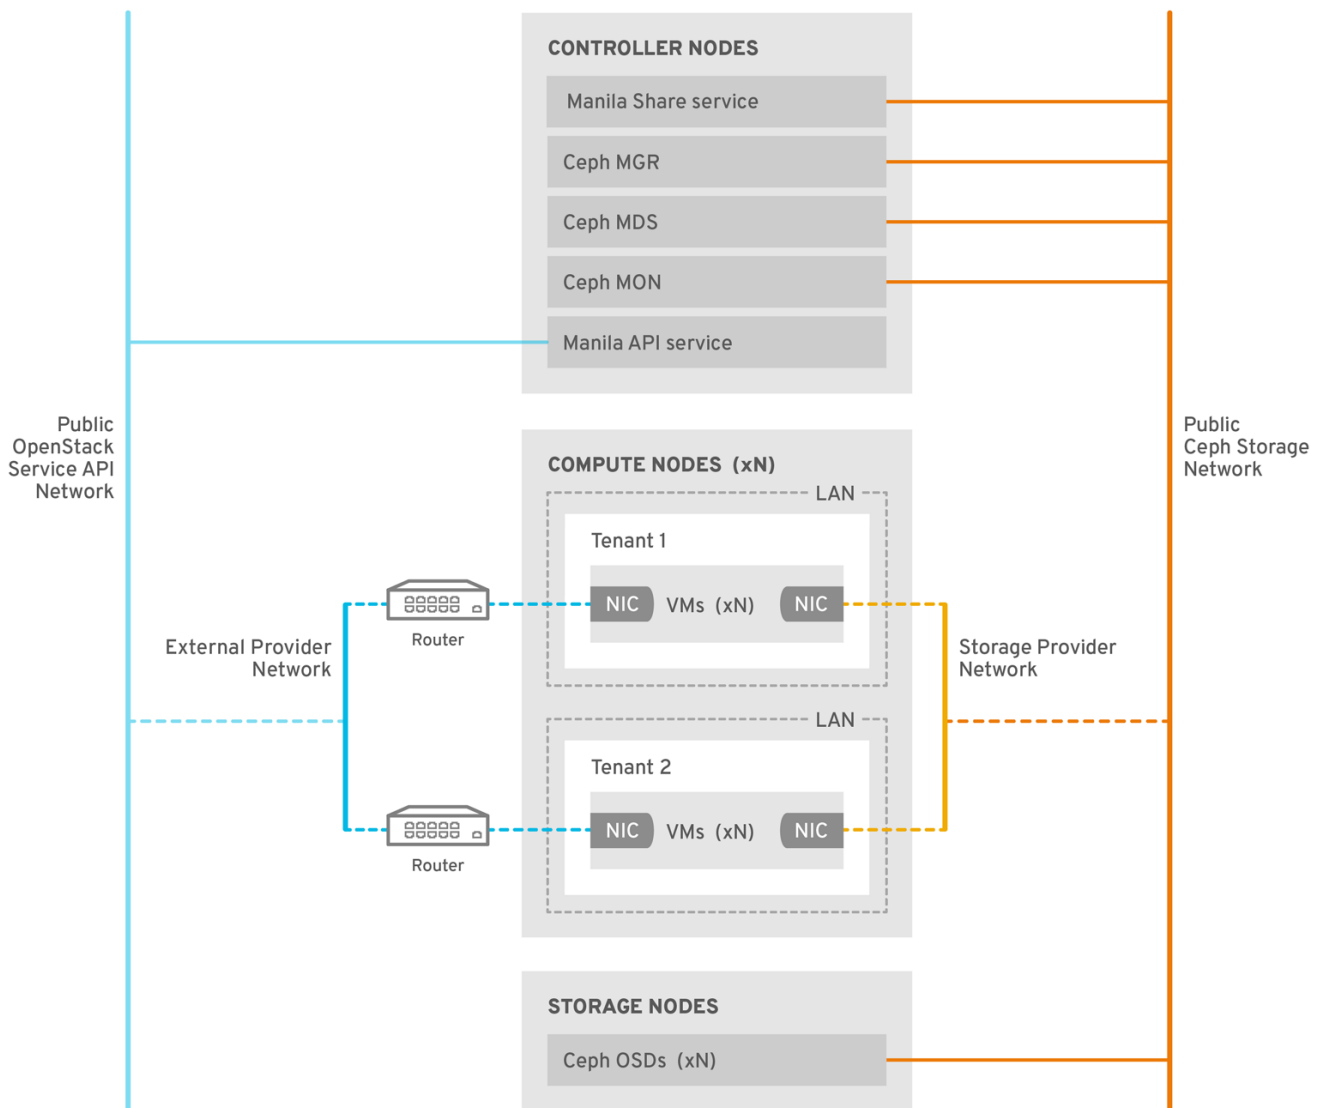 CONTROLLER NODES
Manila Share service
Ceph MGR
Ceph MDS
Ceph MON
Manila API service
Public
OpenStack
Service API
Network
Public
Ceph Storage
Network
COMPUTE NODES (xN)
LAN
Tenant 1
NIC VMs (xN) NIC
Router
External Provider
Network
Storage Provider
Network
LAN
Tenant 2
NIC VMs (xN) NIC
Router
STORAGE NODES
Ceph OSDs (xN)